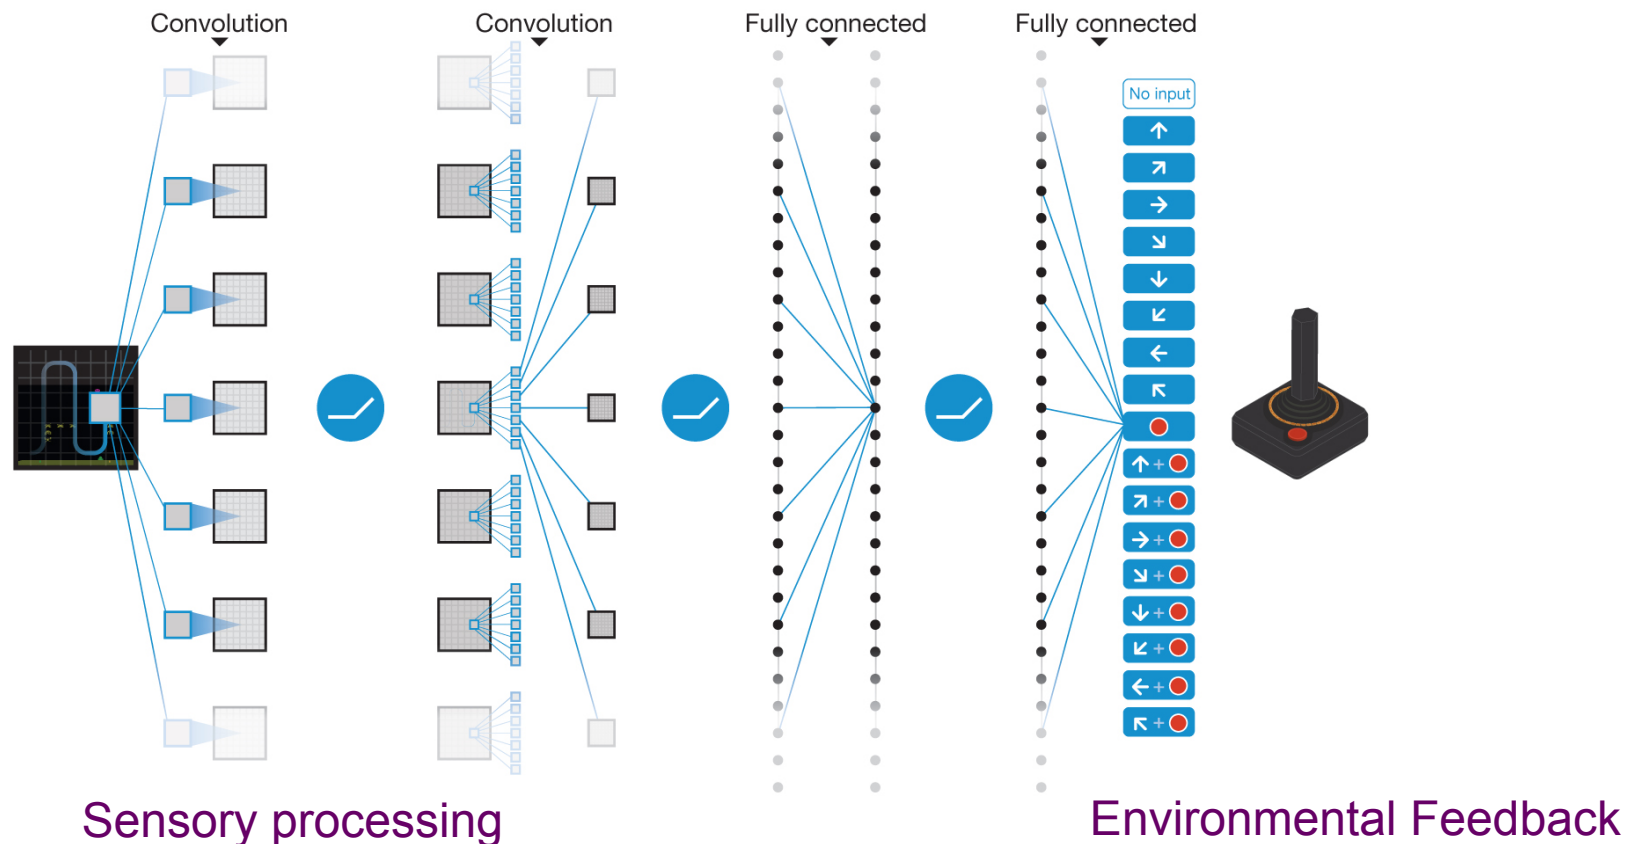 Convolution
Convolution
Fully connected
Fully connected
No input
Sensory processing
Environmental Feedback